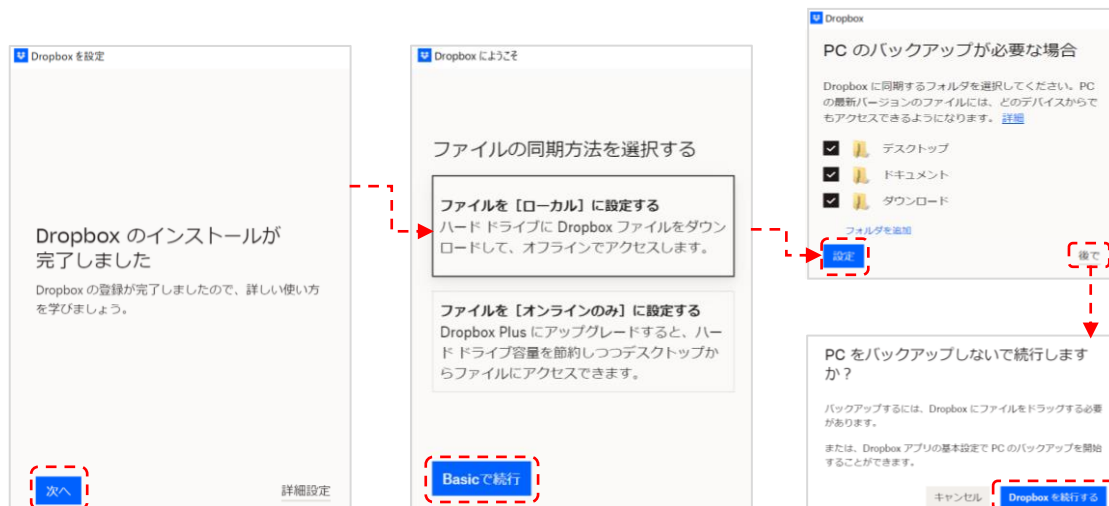 Dropbox を設定
Dropbox のインストールが
完了しました
Dropbox の登録が完了しましたので、詳しい使い方
を学びましょう。
次へ
詳細設定
Dropbox にようこそ
ファイルの同期方法を選択する
ファイルを［ローカル］に設定する
ハード ドライブに Dropbox ファイルをダウン
ロードして、オフラインでアクセスします。
ファイルを［オンラインのみ］に設定する
Dropbox Plus にアップグレードすると、ハー
ド ドライブ容量を節約しつつデスクトップか
らファイルにアクセスできます。
Basicで続行
Dropbox
PC のバックアップが必要な場合
Dropbox に同期するフォルダを選択してください。PC
の最新バージョンのファイルには、どのデバイスからで
もアクセスできるようになります。 詳細
デスクトップ
ドキュメント
ダウンロード
フォルダを追加
設定
後で
PC をバックアップしないで続行します
か？
バックアップするには、Dropbox にファイルをドラッグする必要
があります。
または、Dropbox アプリの基本設定で PC のバックアップを開始
することができます。
キャンセル
Dropbox を続行する